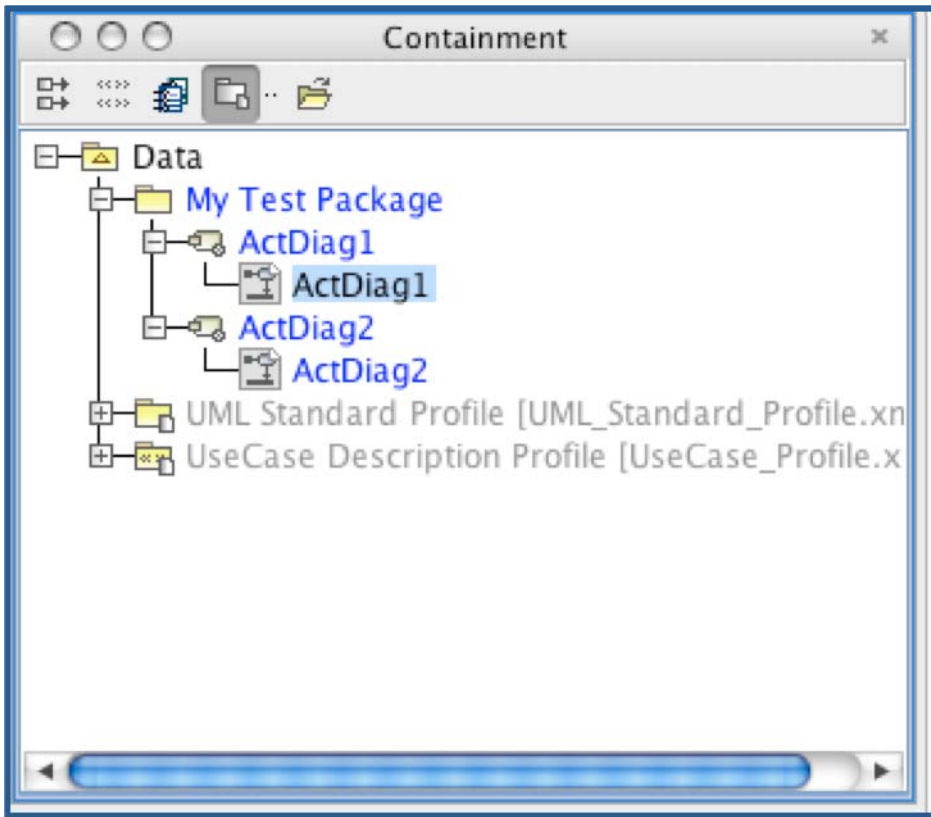 Containment
Data
My Test Package
ActDiag1
ActDiag1
ActDiag2
ActDiag2
UML Standard Profile [UML_Standard_Profile.xn
UseCase Description Profile [UseCase_Profile.x